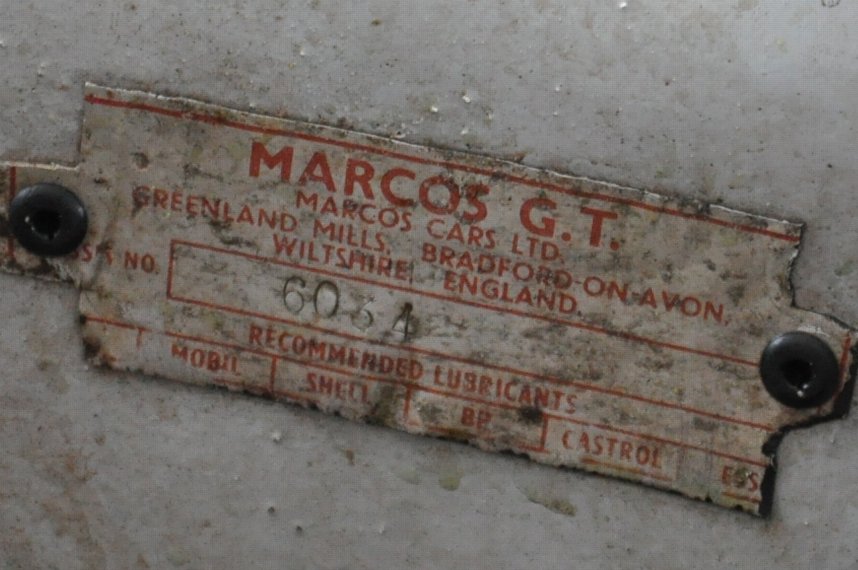 MARCOS G.T.
MARCOS CARS LTD.
GREENLAND MILLS, BRADFORD-ON-AVON,
WILTSHIRE, ENGLAND.
NO.
RECOMMENDED LUBRICANTS
MOBIL SHELL BP CASTROL